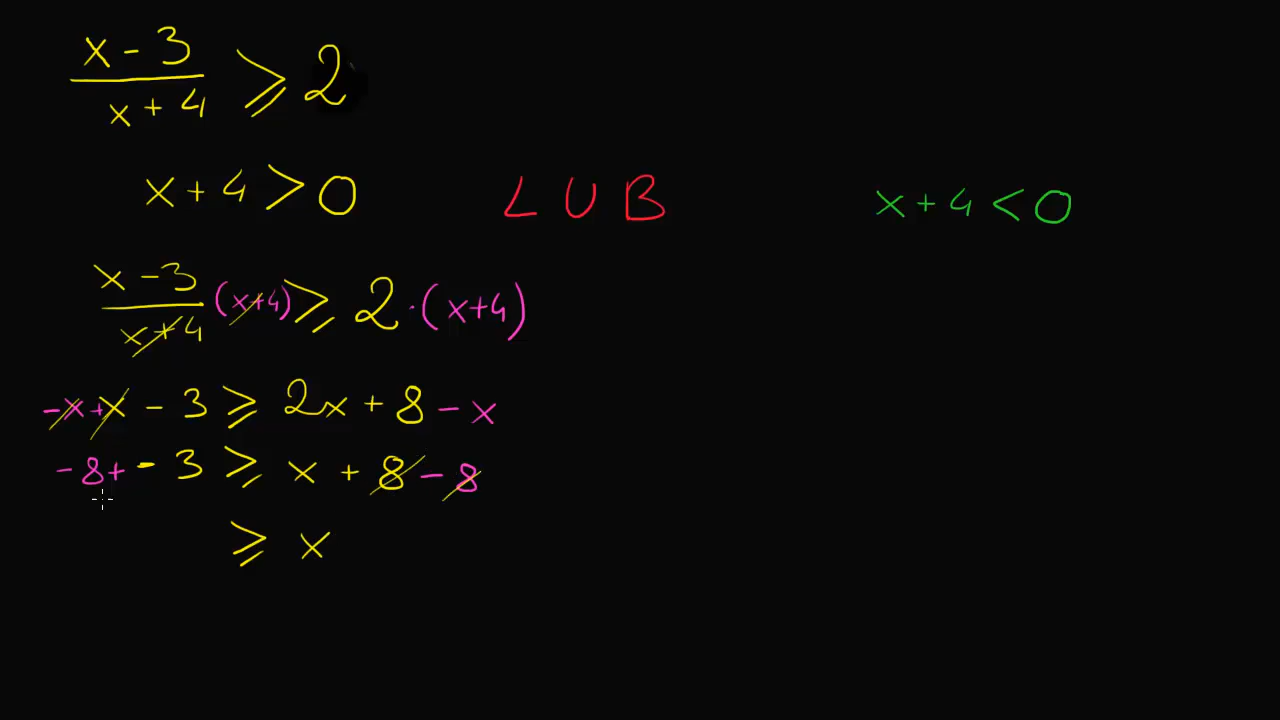 x - 3 / x + 4 ⩾ 2
x + 4 > 0 L U B x + 4 < 0
x - 3 / x + 4 (x+4) ⩾ 2 · (x+4)
-x + x - 3 ⩾ 2x + 8 - x
-8 + - 3 ⩾ x + 8 - 8
⩾ x